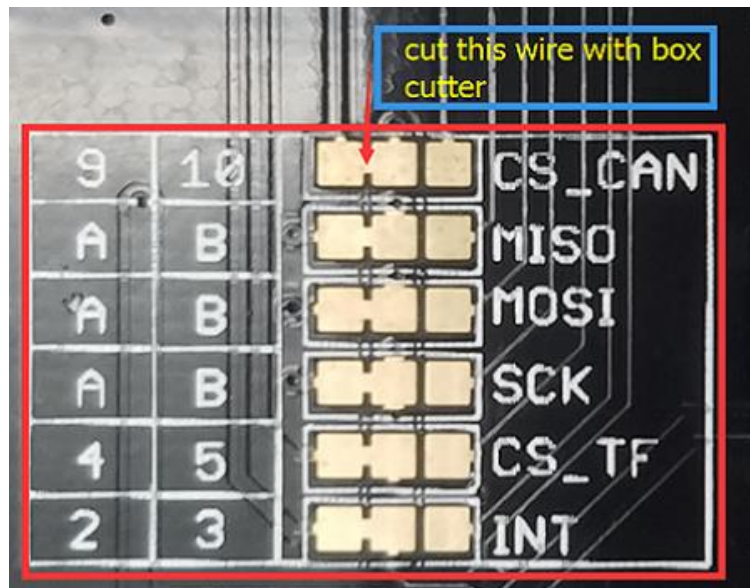 cut this wire with box
cutter
9 10 CS_CAN
A B MISO
A B MOSI
A B SCK
4 5 CS_TF
2 3 INT